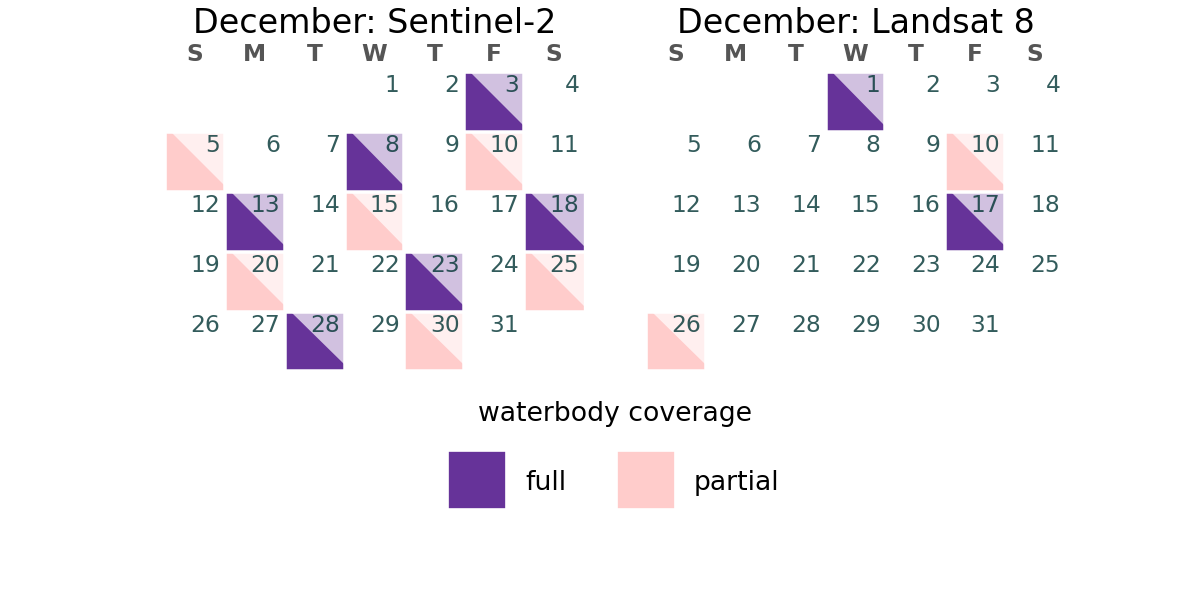 December: Sentinel-2
S M T W T F S
1 2 3 4
5 6 7 8 9 10 11
12 13 14 15 16 17 18
19 20 21 22 23 24 25
26 27 28 29 30 31
December: Landsat 8
S M T W T F S
1 2 3 4
5 6 7 8 9 10 11
12 13 14 15 16 17 18
19 20 21 22 23 24 25
26 27 28 29 30 31
waterbody coverage
full
partial